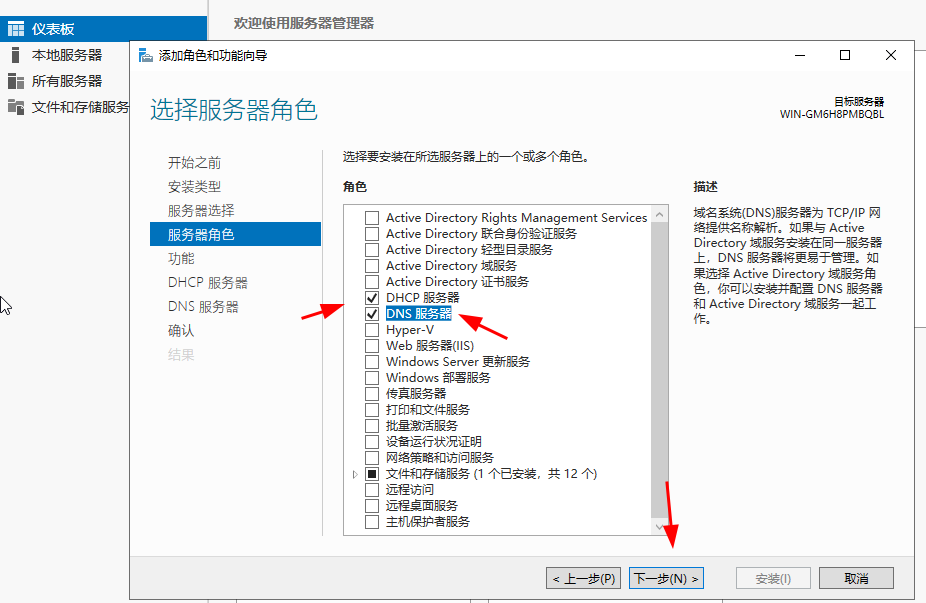 欢迎使用服务器管理器
仪表板
本地服务器
所有服务器
文件和存储服务
添加角色和功能向导
选择服务器角色
目标服务器
WIN-GM6H8PMBQBL
开始之前
安装类型
服务器选择
服务器角色
功能
DHCP 服务器
DNS 服务器
确认
结果
选择要安装在所选服务器上的一个或多个角色。
角色
Active Directory Rights Management Services
Active Directory 联合身份验证服务
Active Directory 轻型目录服务
Active Directory 域服务
Active Directory 证书服务
DHCP 服务器
DNS 服务器
Hyper-V
Web 服务器(IIS)
Windows Server 更新服务
Windows 部署服务
传真服务器
打印和文件服务
批量激活服务
设备运行状况证明
网络策略和访问服务
文件和存储服务 (1 个已安装，共 12 个)
远程访问
远程桌面服务
主机保护者服务
描述
域名系统(DNS)服务器为 TCP/IP 网
络提供名称解析。如果与 Active
Directory 域服务安装在同一服务器
上，DNS 服务器将更易于管理。如
果选择 Active Directory 域服务角
色，你可以安装并配置 DNS 服务器
和 Active Directory 域服务一起工
作。
< 上一步(P)
下一步(N) >
安装(I)
取消